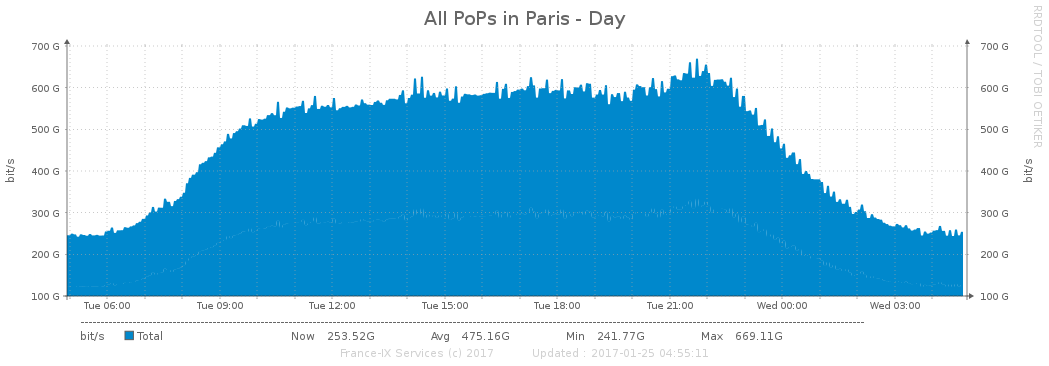 All PoPs in Paris - Day
RRDTOOL / TOBI OETIKER
700 G 700 G
600 G 600 G
500 G 500 G
400 G 400 G
300 G 300 G
200 G 200 G
100 G 100 G
bit/s bit/s
Tue 06:00 Tue 09:00 Tue 12:00 Tue 15:00 Tue 18:00 Tue 21:00 Wed 00:00 Wed 03:00
bit/s Total Now 253.52G Avg 475.16G Min 241.77G Max 669.11G
France-IX Services (c) 2017 Updated : 2017-01-25 04:55:11